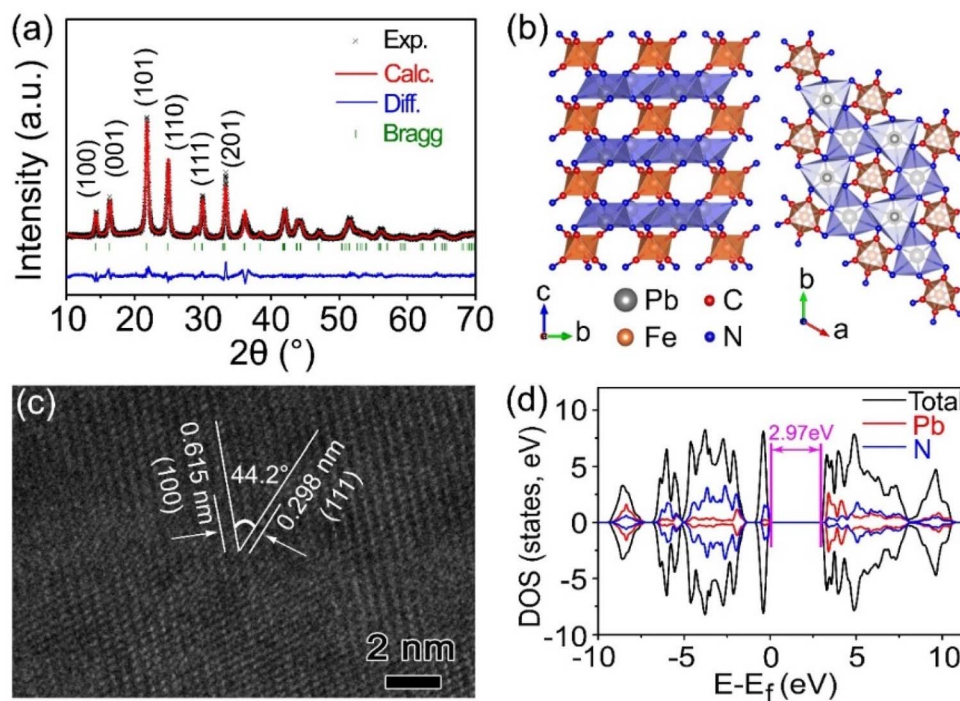 (a)
Intensity (a.u.)
(100)
(001)
(101)
(110)
(111)
(201)
Exp.
Calc.
Diff.
Bragg
10 20 30 40 50 60 70
2θ (°)
(b)
c
b
Pb
C
Fe
N
b
a
(c)
0.615 nm
(100)
44.2°
0.298 nm
(111)
2 nm
(d)
DOS (states, eV)
10
5
0
-5
-10
2.97eV
Total
Pb
N
-10 -5 0 5 10
E-Ef (eV)